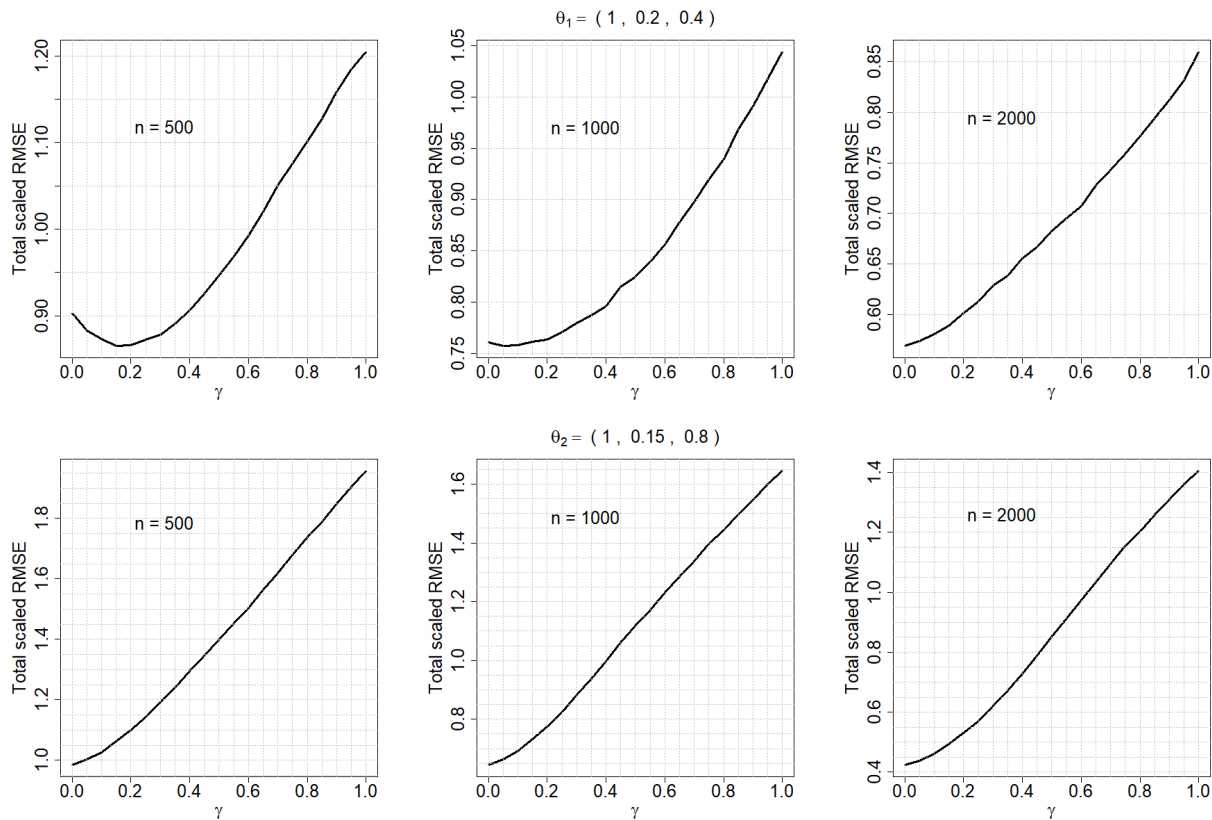 θ1 = ( 1 , 0.2 , 0.4 )
Total scaled RMSE
0.90 1.00 1.10 1.20
n = 500
0.0 0.2 0.4 0.6 0.8 1.0
γ
Total scaled RMSE
0.75 0.80 0.85 0.90 0.95 1.00 1.05
n = 1000
0.0 0.2 0.4 0.6 0.8 1.0
γ
Total scaled RMSE
0.60 0.65 0.70 0.75 0.80 0.85
n = 2000
0.0 0.2 0.4 0.6 0.8 1.0
γ
θ2 = ( 1 , 0.15 , 0.8 )
Total scaled RMSE
1.0 1.2 1.4 1.6 1.8
n = 500
0.0 0.2 0.4 0.6 0.8 1.0
γ
Total scaled RMSE
0.8 1.0 1.2 1.4 1.6
n = 1000
0.0 0.2 0.4 0.6 0.8 1.0
γ
Total scaled RMSE
0.4 0.6 0.8 1.0 1.2 1.4
n = 2000
0.0 0.2 0.4 0.6 0.8 1.0
γ